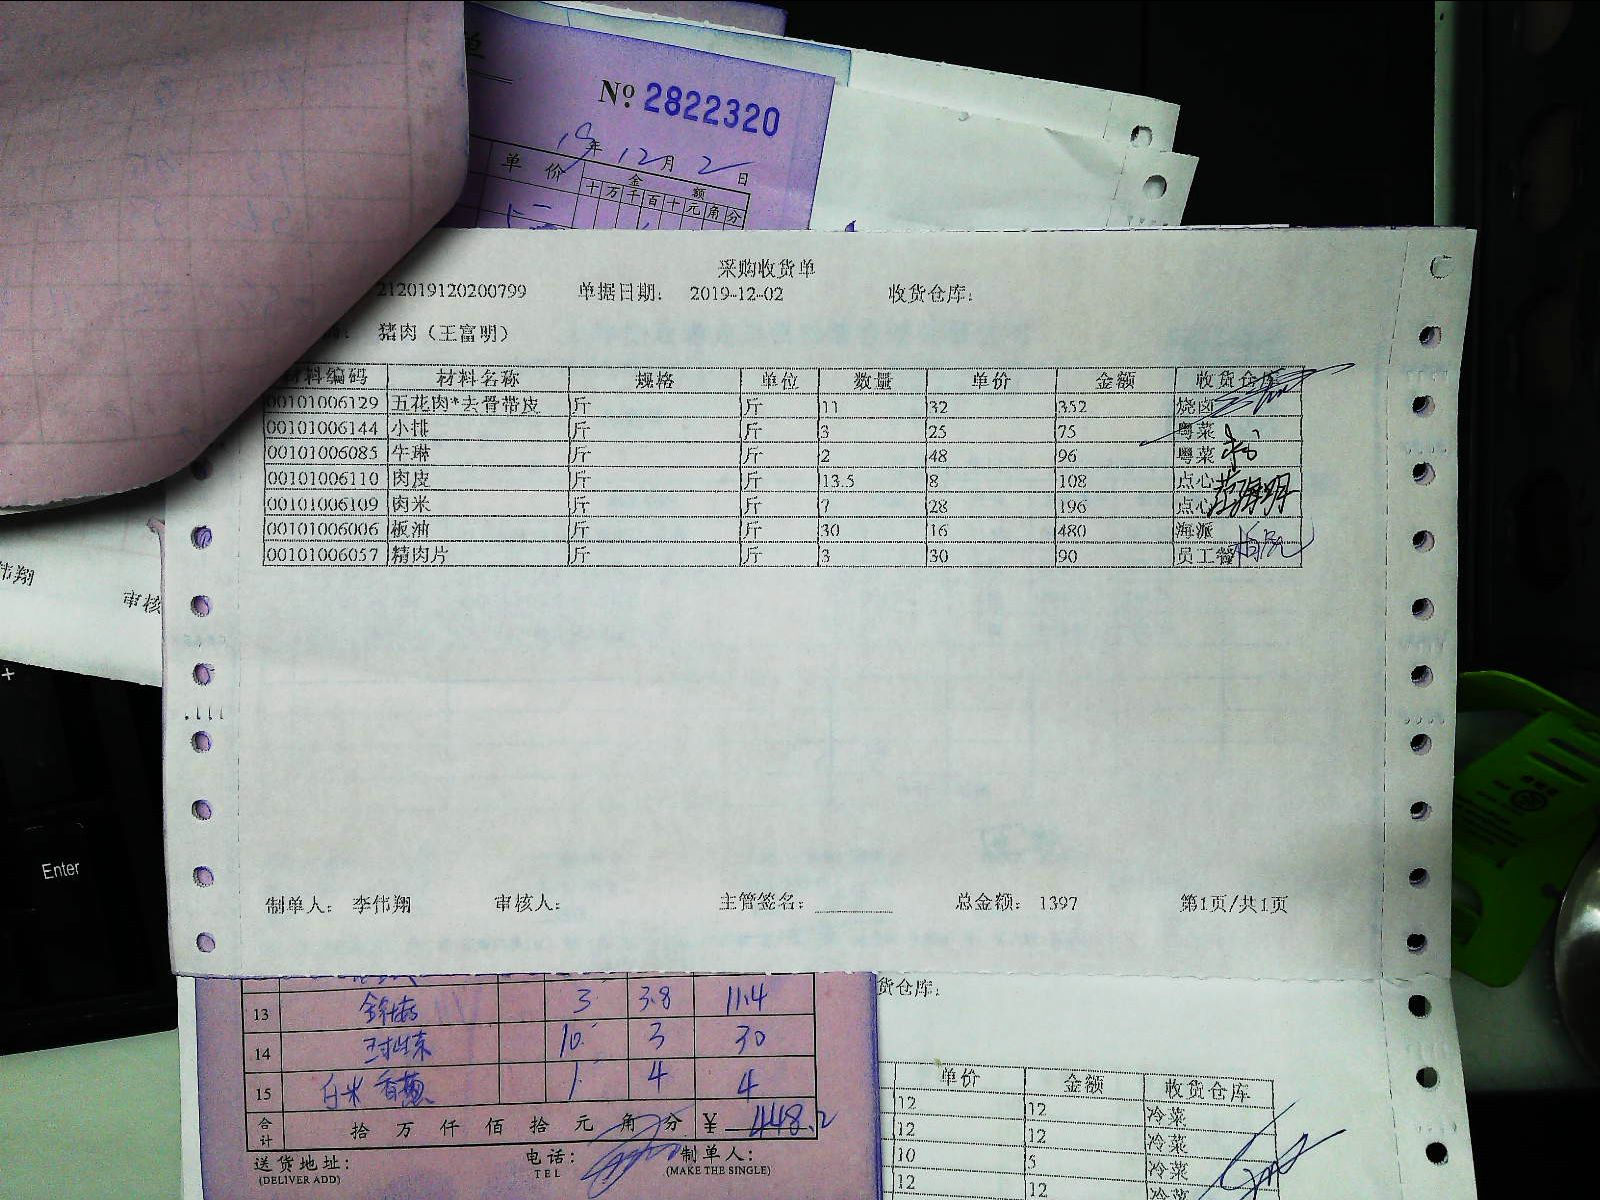 单
Nº 2822320
19年12月2日
单价 金额
十万千百十元角分
采购收货单
212019120200799 单据日期: 2019-12-02 收货仓库:
猪肉（王富明）
材料编码 材料名称 规格 单位 数量 单价 金额 收货仓库
00101006129 五花肉*去骨带皮 斤 斤 11 32 352 烧卤
00101006144 小排 斤 斤 3 25 75 粤菜
00101006085 牛琳 斤 斤 2 48 96 粤菜
00101006110 肉皮 斤 斤 13.5 8 108 点心
00101006109 肉米 斤 斤 7 28 196 点心
00101006006 板油 斤 斤 30 16 480 海派
00101006057 精肉片 斤 斤 3 30 90 员工餐
伟翔
审核
Enter
制单人: 李伟翔 审核人: 主管签名: 总金额: 1397 第1页/共1页
13 3 3.8 11.4
14 10 3 30
15 1 4 4
合计 拾万仟佰拾元角分 ¥ 448.2
送货地址:
(DELIVER ADD)
电话:
TEL
制单人:
(MAKE THE SINGLE)
货仓库:
单价 金额 收货仓库
12 12 冷菜
12 12 冷菜
10 5 冷菜
12 12 冷菜